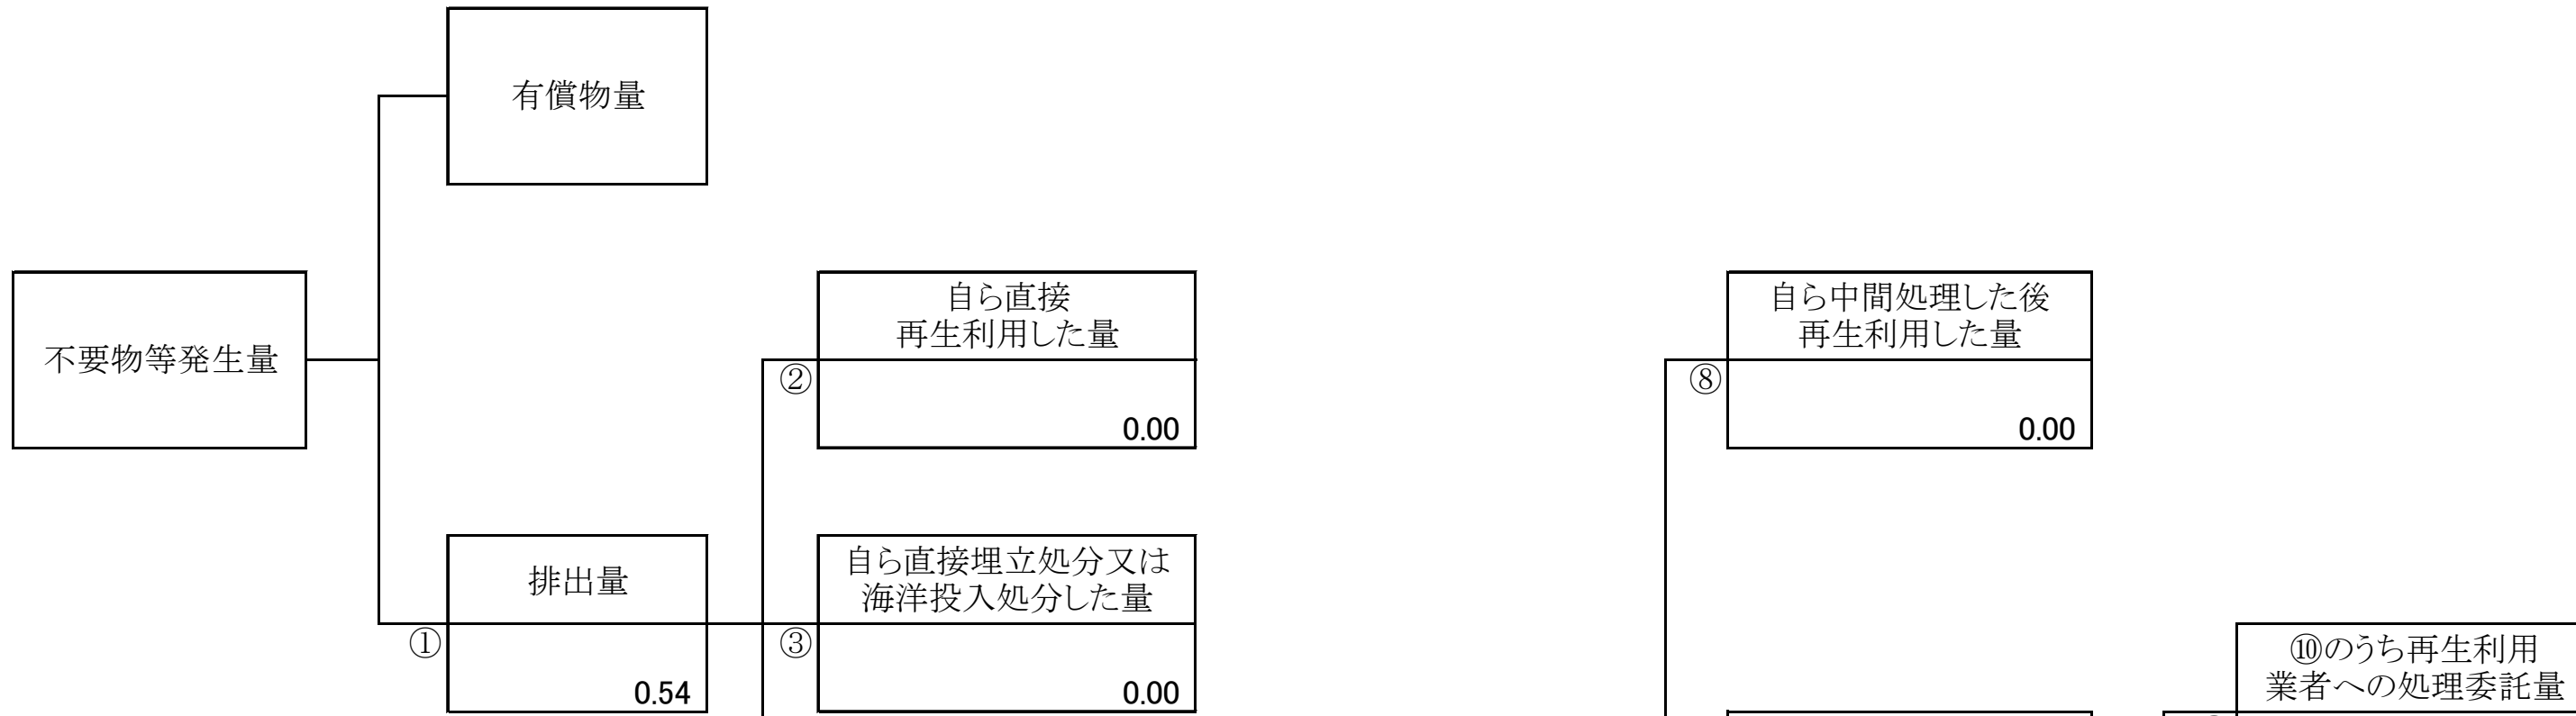 有償物量
不要物等発生量
自ら直接
再生利用した量
②
0.00
自ら中間処理した後
再生利用した量
⑧
0.00
排出量
①
0.54
自ら直接埋立処分又は
海洋投入処分した量
③
0.00
⑩のうち再生利用
業者への処理委託量